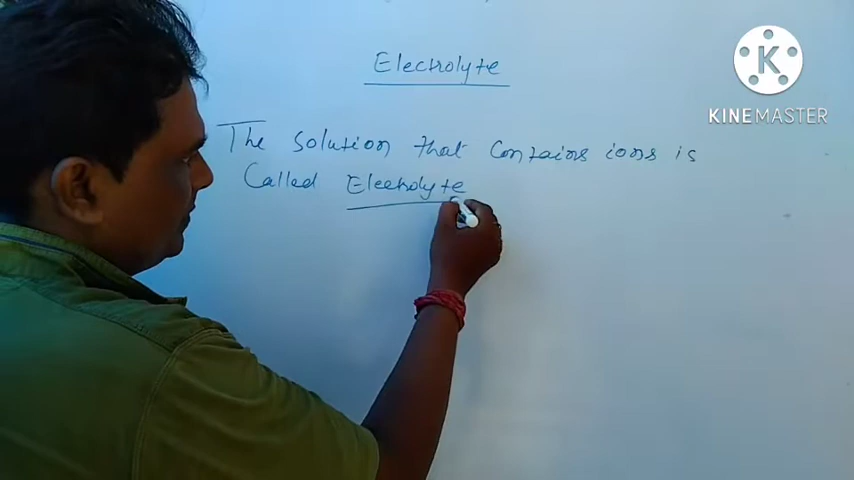 Electrolyte
The Solution that Contains ions is
Called Electrolyte
KINEMASTER